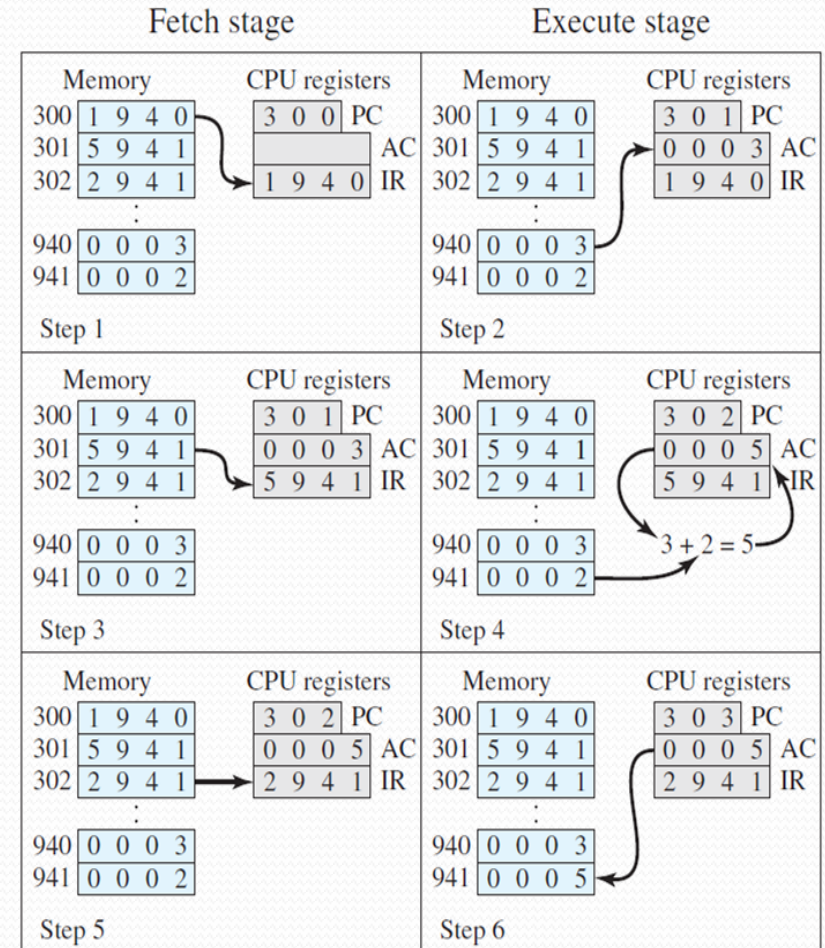 Fetch stage Execute stage
Memory CPU registers Memory CPU registers
300 1 9 4 0 3 0 0 PC 300 1 9 4 0 3 0 1 PC
301 5 9 4 1 AC 301 5 9 4 1 0 0 0 3 AC
302 2 9 4 1 1 9 4 0 IR 302 2 9 4 1 1 9 4 0 IR
940 0 0 0 3 940 0 0 0 3
941 0 0 0 2 941 0 0 0 2
Step 1 Step 2
Memory CPU registers Memory CPU registers
300 1 9 4 0 3 0 1 PC 300 1 9 4 0 3 0 2 PC
301 5 9 4 1 0 0 0 3 AC 301 5 9 4 1 0 0 0 5 AC
302 2 9 4 1 5 9 4 1 IR 302 2 9 4 1 5 9 4 1 IR
940 0 0 0 3 940 0 0 0 3 3 + 2 = 5
941 0 0 0 2 941 0 0 0 2
Step 3 Step 4
Memory CPU registers Memory CPU registers
300 1 9 4 0 3 0 2 PC 300 1 9 4 0 3 0 3 PC
301 5 9 4 1 0 0 0 5 AC 301 5 9 4 1 0 0 0 5 AC
302 2 9 4 1 2 9 4 1 IR 302 2 9 4 1 2 9 4 1 IR
940 0 0 0 3 940 0 0 0 3
941 0 0 0 2 941 0 0 0 5
Step 5 Step 6